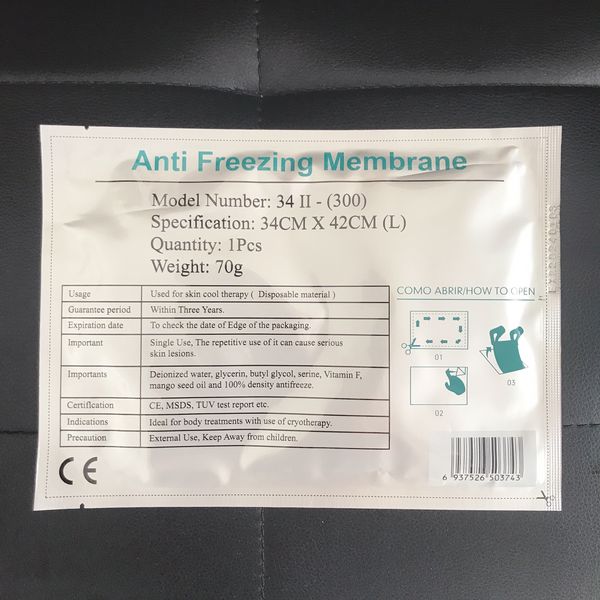 Anti Freezing Membrane
Model Number: 34 II - (300)
Specification: 34CM X 42CM (L)
Quantity: 1Pcs
Weight: 70g
Usage Used for skin cool therapy ( Disposable material )
Guarantee period Within Three Years.
Expiration date To check the date of Edge of the packaging.
Important Single Use, The repetitive use of it can cause serious
skin lesions.
Importants Deionized water, glycerin, butyl glycol, serine, Vitamin F,
mango seed oil and 100% density antifreeze.
Certification CE, MSDS, TUV test report etc.
Indications Ideal for body treatments with use of cryotherapy.
Precaution External Use, Keep Away from children.
CE
COMO ABRIR/HOW TO OPEN
01
02
03
6 937526 503743